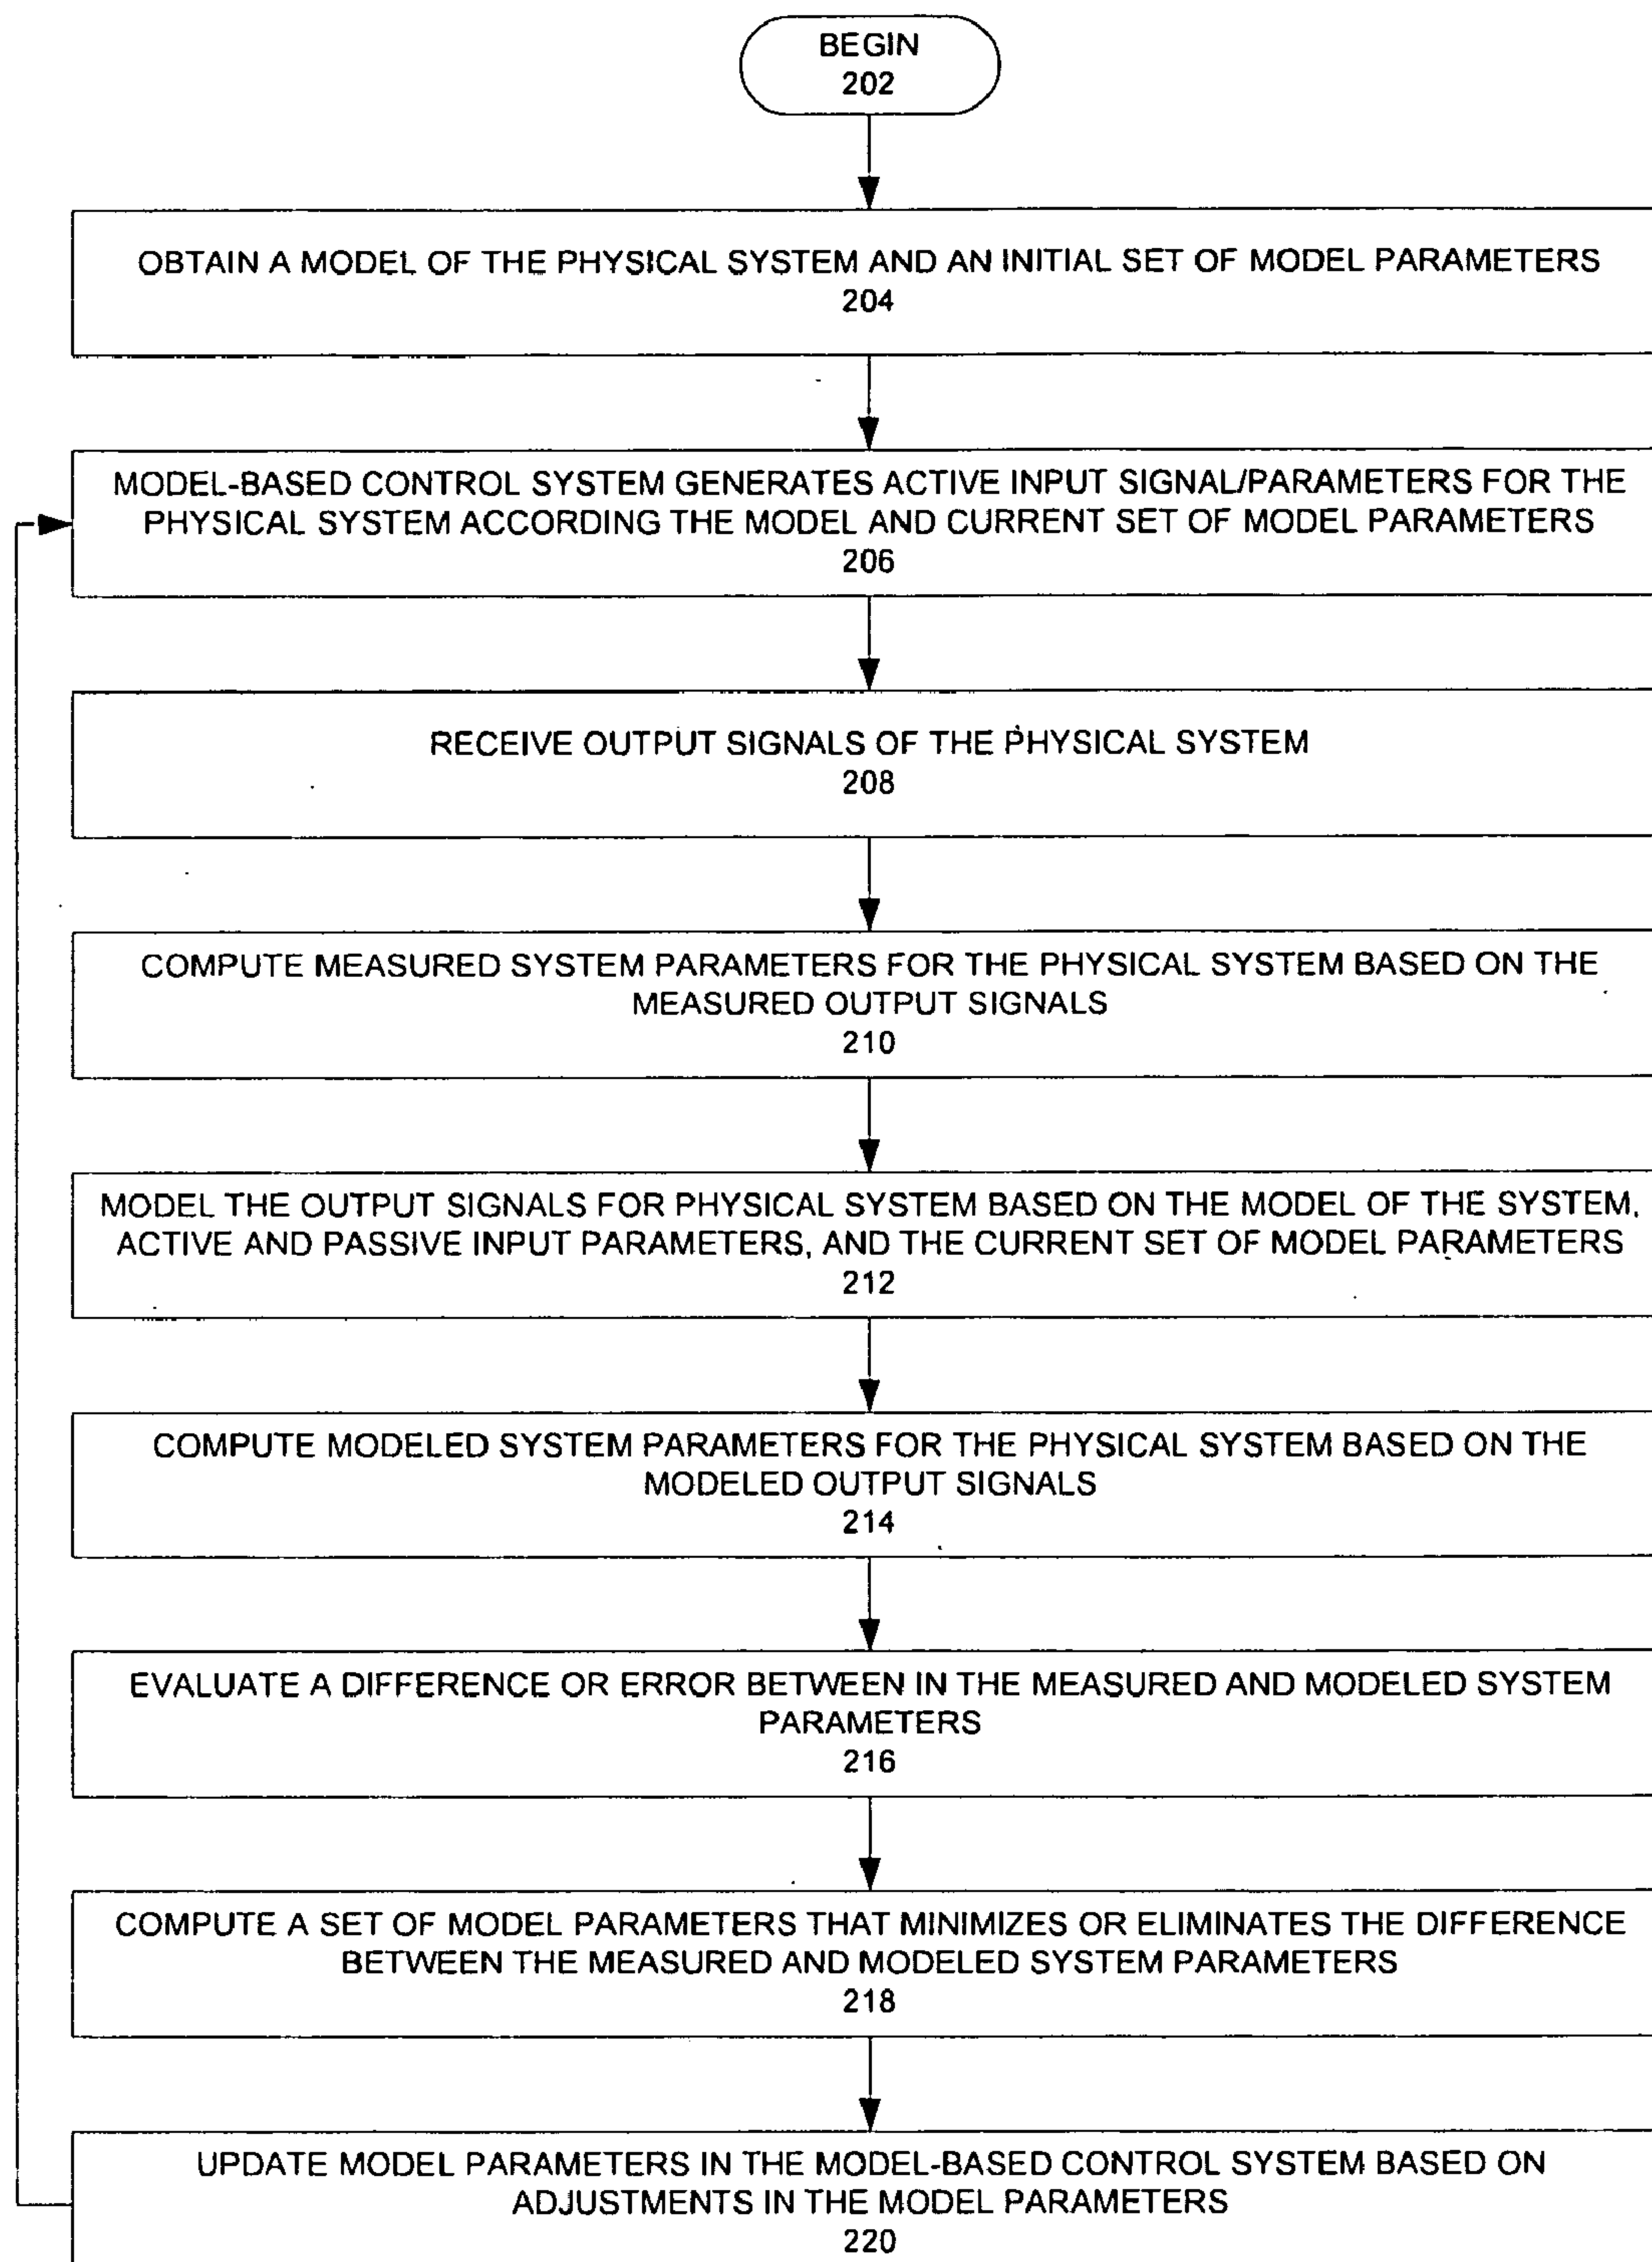 BEGIN
202
OBTAIN A MODEL OF THE PHYSICAL SYSTEM AND AN INITIAL SET OF MODEL PARAMETERS
204
MODEL-BASED CONTROL SYSTEM GENERATES ACTIVE INPUT SIGNAL/PARAMETERS FOR THE
PHYSICAL SYSTEM ACCORDING THE MODEL AND CURRENT SET OF MODEL PARAMETERS
206
RECEIVE OUTPUT SIGNALS OF THE PHYSICAL SYSTEM
208
COMPUTE MEASURED SYSTEM PARAMETERS FOR THE PHYSICAL SYSTEM BASED ON THE
MEASURED OUTPUT SIGNALS
210
MODEL THE OUTPUT SIGNALS FOR PHYSICAL SYSTEM BASED ON THE MODEL OF THE SYSTEM,
ACTIVE AND PASSIVE INPUT PARAMETERS, AND THE CURRENT SET OF MODEL PARAMETERS
212
COMPUTE MODELED SYSTEM PARAMETERS FOR THE PHYSICAL SYSTEM BASED ON THE
MODELED OUTPUT SIGNALS
214
EVALUATE A DIFFERENCE OR ERROR BETWEEN IN THE MEASURED AND MODELED SYSTEM
PARAMETERS
216
COMPUTE A SET OF MODEL PARAMETERS THAT MINIMIZES OR ELIMINATES THE DIFFERENCE
BETWEEN THE MEASURED AND MODELED SYSTEM PARAMETERS
218
UPDATE MODEL PARAMETERS IN THE MODEL-BASED CONTROL SYSTEM BASED ON
ADJUSTMENTS IN THE MODEL PARAMETERS
220